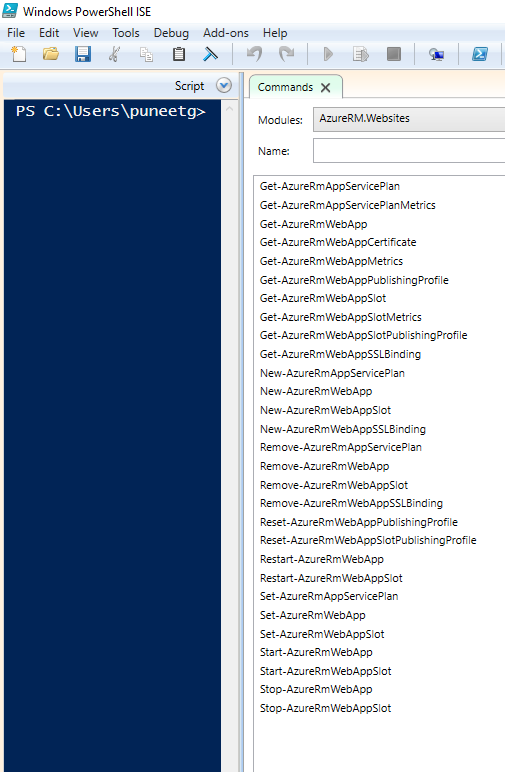 Windows PowerShell ISE
File Edit View Tools Debug Add-ons Help
Script
PS C:\Users\puneetg>
Commands
Modules: AzureRM.Websites
Name:
Get-AzureRmAppServicePlan
Get-AzureRmAppServicePlanMetrics
Get-AzureRmWebApp
Get-AzureRmWebAppCertificate
Get-AzureRmWebAppMetrics
Get-AzureRmWebAppPublishingProfile
Get-AzureRmWebAppSlot
Get-AzureRmWebAppSlotMetrics
Get-AzureRmWebAppSlotPublishingProfile
Get-AzureRmWebAppSSLBinding
New-AzureRmAppServicePlan
New-AzureRmWebApp
New-AzureRmWebAppSlot
New-AzureRmWebAppSSLBinding
Remove-AzureRmAppServicePlan
Remove-AzureRmWebApp
Remove-AzureRmWebAppSlot
Remove-AzureRmWebAppSSLBinding
Reset-AzureRmWebAppPublishingProfile
Reset-AzureRmWebAppSlotPublishingProfile
Restart-AzureRmWebApp
Restart-AzureRmWebAppSlot
Set-AzureRmAppServicePlan
Set-AzureRmWebApp
Set-AzureRmWebAppSlot
Start-AzureRmWebApp
Start-AzureRmWebAppSlot
Stop-AzureRmWebApp
Stop-AzureRmWebAppSlot